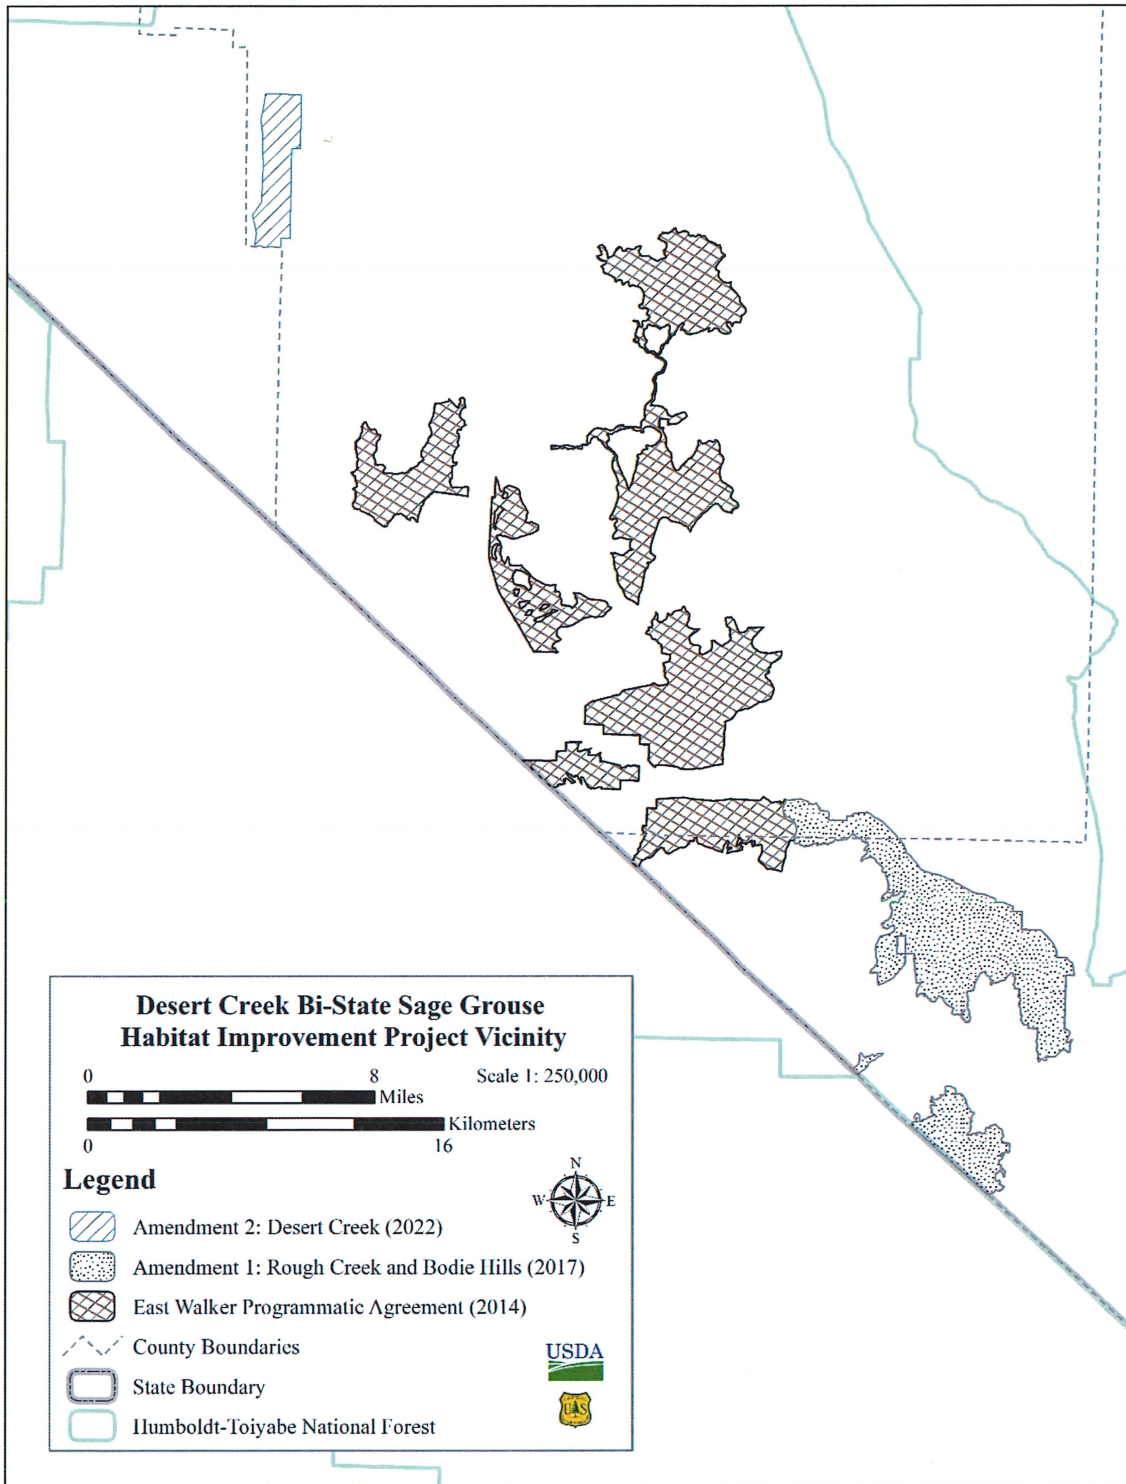 Desert Creek Bi-State Sage Grouse
Habitat Improvement Project Vicinity
0 8 Scale 1: 250,000
Miles
Kilometers
0 16
Legend
N
W E
S
Amendment 2: Desert Creek (2022)
Amendment 1: Rough Creek and Bodie Hills (2017)
East Walker Programmatic Agreement (2014)
County Boundaries
USDA
State Boundary
U S
Humboldt-Toiyabe National Forest